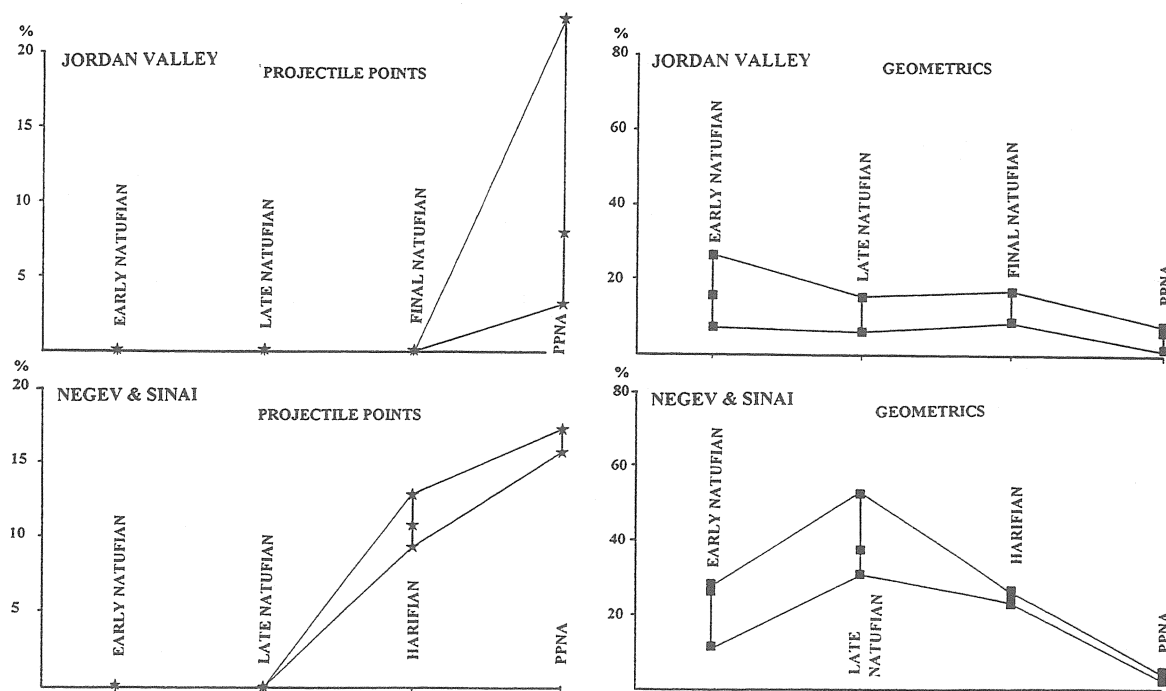 %
20
15
10
5
JORDAN VALLEY
PROJECTILE POINTS
EARLY NATUFIAN
LATE NATUFIAN
FINAL NATUFIAN
PPNA
%
80
60
40
20
JORDAN VALLEY
GEOMETRICS
EARLY NATUFIAN
LATE NATUFIAN
FINAL NATUFIAN
PPNA
%
20
15
10
5
NEGEV & SINAI
PROJECTILE POINTS
EARLY NATUFIAN
LATE NATUFIAN
HARIFIAN
PPNA
%
80
60
40
20
NEGEV & SINAI
GEOMETRICS
EARLY NATUFIAN
LATE
NATUFIAN
HARIFIAN
PPNA